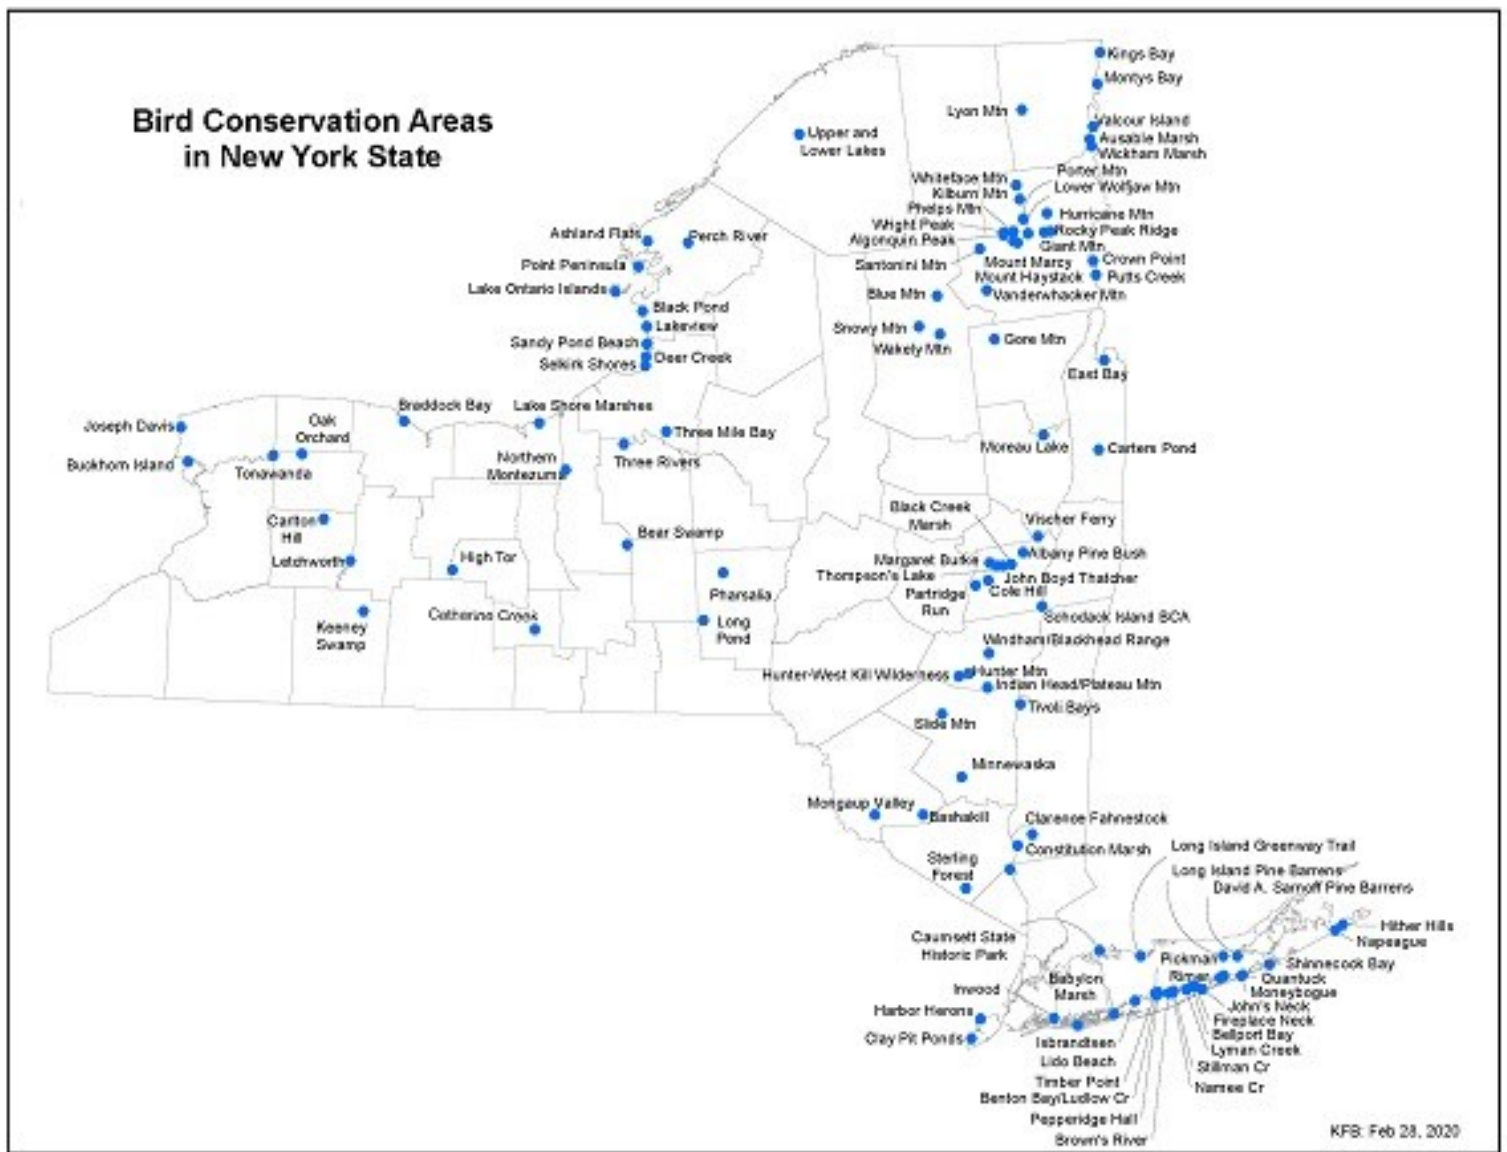 Bird Conservation Areas
in New York State
Kings Bay
Montys Bay
Lyon Mtn
Valcour Island
Upper and
Lower Lakes
Ausable Marsh
Wickham Marsh
Porter Mtn
Whiteface Mtn
Lower Wolfjaw Mtn
Kilburn Mtn
Phelps Mtn
Hurricane Mtn
Wright Peak
Rocky Peak Ridge
Algonquin Peak
Giant Mtn
Ashland Flats
Perch River
Santonini Mtn
Mount Marcy
Crown Point
Point Peninsula
Mount Haystack
Putts Creek
Lake Ontario Islands
Blue Mtn
Vanderwhacker Mtn
Black Pond
Lakeview
Snowy Mtn
Sandy Pond Beach
Wakely Mtn
Gore Mtn
Deer Creek
Selkirk Shores
East Bay
Braddock Bay
Lake Shore Marshes
Joseph Davis
Oak
Orchard
Three Mile Bay
Moreau Lake
Carters Pond
Buckhorn Island
Tonawanda
Northern
Montezuma
Three Rivers
Black Creek
Marsh
Carlton
Hill
Vischer Ferry
Bear Swamp
Letchworth
High Tor
Margaret Burke
Albany Pine Bush
Thompson's Lake
John Boyd Thatcher
Partridge
Run
Cole Hill
Pharsalia
Catherine Creek
Schodack Island BCA
Keeney
Swamp
Long
Pond
Windham/Blackhead Range
Hunter-West Kill Wilderness
Hunter Mtn
Indian Head/Plateau Mtn
Tivoli Bays
Slide Mtn
Minnewaska
Mongaup Valley
Bashakill
Clarence Fahnestock
Constitution Marsh
Long Island Greenway Trail
Sterling
Forest
Long Island Pine Barrens
David A. Sarnoff Pine Barrens
Hither Hills
Napeague
Caumsett State
Historic Park
Pickman
Rimer
Shinnecock Bay
Quantuck
Moneybogue
Babylon
Marsh
Inwood
Harbor Herons
John's Neck
Fireplace Neck
Bellport Bay
Clay Pit Ponds
Isbrandtsen
Lyman Creek
Lido Beach
Stillman Cr
Timber Point
Namee Cr
Benton Bay/Ludlow Cr
Pepperidge Hall
Brown's River
KFB: Feb 28, 2020